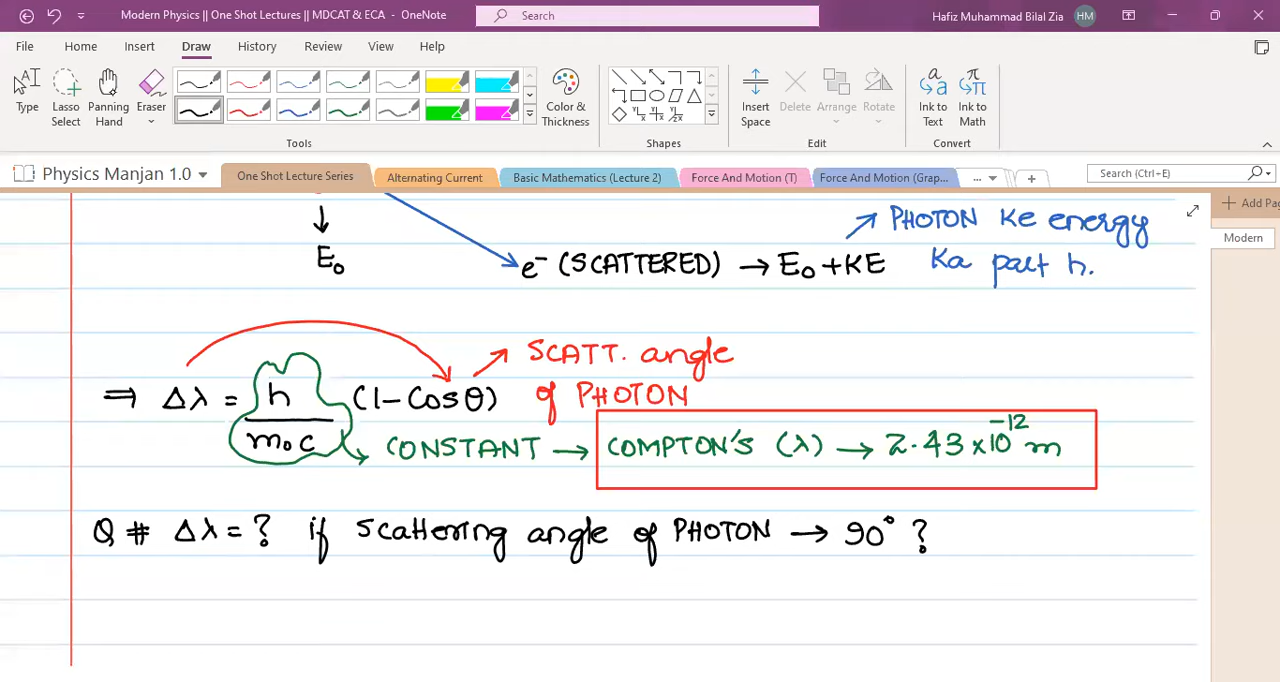 Modern Physics || One Shot Lectures || MDCAT & ECA - OneNote
Search
Hafiz Muhammad Bilal Zia
HM
File Home Insert Draw History Review View Help
Type
Lasso Select
Panning Hand
Eraser
Color & Thickness
Insert Space
Delete
Arrange
Rotate
Ink to Text
Ink to Math
Tools
Shapes
Edit
Convert
Physics Manjan 1.0
One Shot Lecture Series
Alternating Current
Basic Mathematics (Lecture 2)
Force And Motion (T)
Force And Motion (Grap...
...
Search (Ctrl+E)
Add Pag
Modern
→ PHOTON Ke energy
Ka part h.
↓
E₀
e⁻ (SCATTERED) → E₀+KE
→ SCATT. angle
of PHOTON
⇒ Δλ = h/m₀c (1-Cosθ)
CONSTANT → COMPTON'S (λ) → 2.43×10⁻¹² m
Q # Δλ = ? if scattering angle of PHOTON → 90° ?